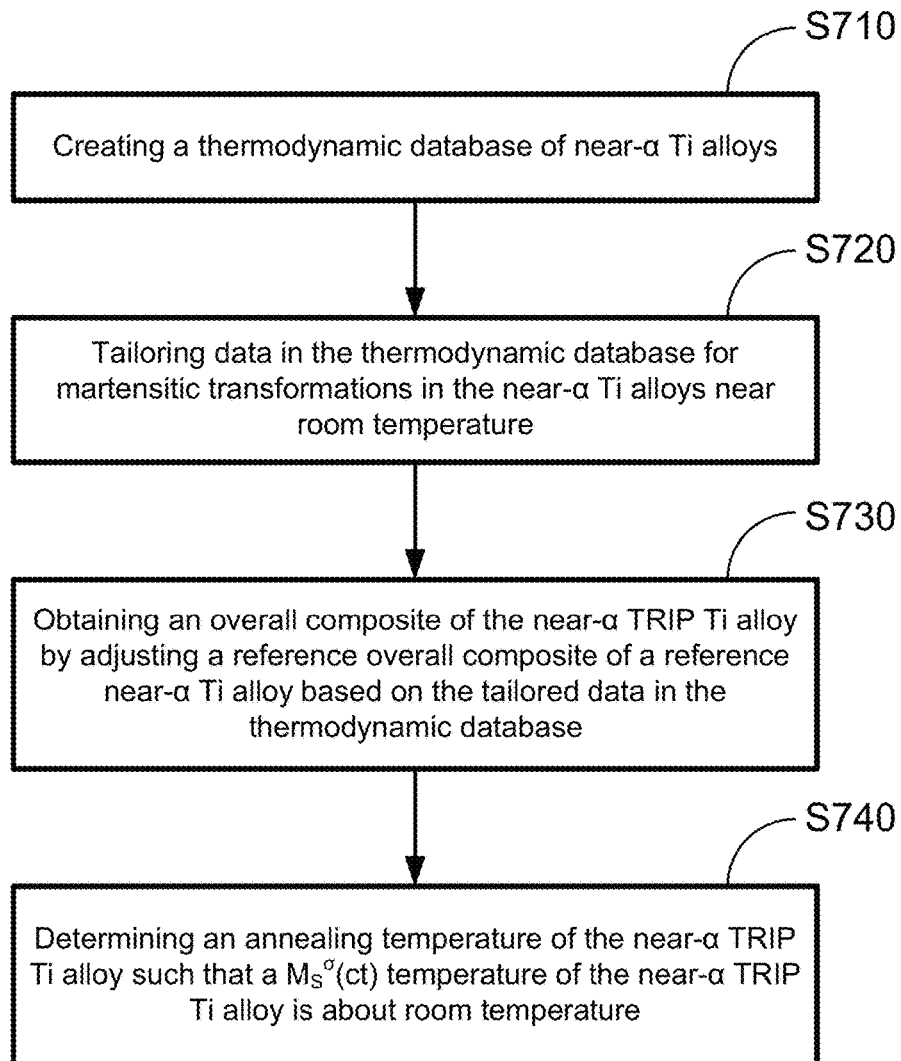 S710
Creating a thermodynamic database of near-α Ti alloys
S720
Tailoring data in the thermodynamic database for
martensitic transformations in the near-α Ti alloys near
room temperature
S730
Obtaining an overall composite of the near-α TRIP Ti alloy
by adjusting a reference overall composite of a reference
near-α Ti alloy based on the tailored data in the
thermodynamic database
S740
Determining an annealing temperature of the near-α TRIP
Ti alloy such that a Mₛ^σ(ct) temperature of the near-α TRIP
Ti alloy is about room temperature